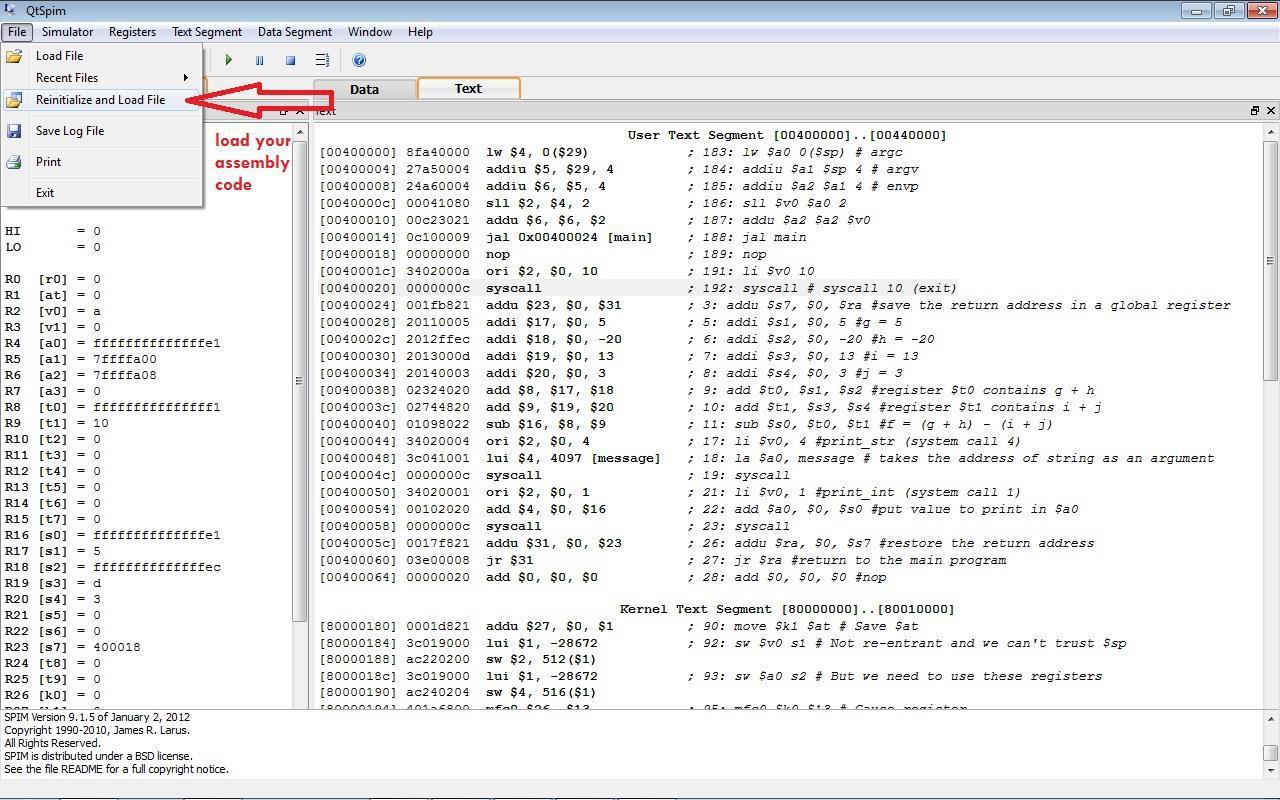 QtSpim
File Simulator Registers Text Segment Data Segment Window Help
Load File
Recent Files
Reinitialize and Load File
Save Log File
Print
Exit
load your
assembly
code
HI = 0
LO = 0
R0 [r0] = 0
R1 [at] = 0
R2 [v0] = a
R3 [v1] = 0
R4 [a0] = ffffffffffffffe1
R5 [a1] = 7ffffa00
R6 [a2] = 7ffffa08
R7 [a3] = 0
R8 [t0] = fffffffffffffff1
R9 [t1] = 10
R10 [t2] = 0
R11 [t3] = 0
R12 [t4] = 0
R13 [t5] = 0
R14 [t6] = 0
R15 [t7] = 0
R16 [s0] = ffffffffffffffe1
R17 [s1] = 5
R18 [s2] = ffffffffffffffec
R19 [s3] = d
R20 [s4] = 3
R21 [s5] = 0
R22 [s6] = 0
R23 [s7] = 400018
R24 [t8] = 0
R25 [t9] = 0
R26 [k0] = 0
Data Text
User Text Segment [00400000]..[00440000]
[00400000] 8fa40000 lw $4, 0($29) ; 183: lw $a0 0($sp) # argc
[00400004] 27a50004 addiu $5, $29, 4 ; 184: addiu $a1 $sp 4 # argv
[00400008] 24a60004 addiu $6, $5, 4 ; 185: addiu $a2 $a1 4 # envp
[0040000c] 00041080 sll $2, $4, 2 ; 186: sll $v0 $a0 2
[00400010] 00c23021 addu $6, $6, $2 ; 187: addu $a2 $a2 $v0
[00400014] 0c100009 jal 0x00400024 [main] ; 188: jal main
[00400018] 00000000 nop ; 189: nop
[0040001c] 3402000a ori $2, $0, 10 ; 191: li $v0 10
[00400020] 0000000c syscall ; 192: syscall # syscall 10 (exit)
[00400024] 001fb821 addu $23, $0, $31 ; 3: addu $s7, $0, $ra #save the return address in a global register
[00400028] 20110005 addi $17, $0, 5 ; 5: addi $s1, $0, 5 #g = 5
[0040002c] 2012ffec addi $18, $0, -20 ; 6: addi $s2, $0, -20 #h = -20
[00400030] 2013000d addi $19, $0, 13 ; 7: addi $s3, $0, 13 #i = 13
[00400034] 20140003 addi $20, $0, 3 ; 8: addi $s4, $0, 3 #j = 3
[00400038] 02324020 add $8, $17, $18 ; 9: add $t0, $s1, $s2 #register $t0 contains g + h
[0040003c] 02744820 add $9, $19, $20 ; 10: add $t1, $s3, $s4 #register $t1 contains i + j
[00400040] 01098022 sub $16, $8, $9 ; 11: sub $s0, $t0, $t1 #f = (g + h) - (i + j)
[00400044] 34020004 ori $2, $0, 4 ; 17: li $v0, 4 #print_str (system call 4)
[00400048] 3c041001 lui $4, 4097 [message] ; 18: la $a0, message # takes the address of string as an argument
[0040004c] 0000000c syscall ; 19: syscall
[00400050] 34020001 ori $2, $0, 1 ; 21: li $v0, 1 #print_int (system call 1)
[00400054] 00102020 add $4, $0, $16 ; 22: add $a0, $0, $s0 #put value to print in $a0
[00400058] 0000000c syscall ; 23: syscall
[0040005c] 0017f821 addu $31, $0, $23 ; 26: addu $ra, $0, $s7 #restore the return address
[00400060] 03e00008 jr $31 ; 27: jr $ra #return to the main program
[00400064] 00000020 add $0, $0, $0 ; 28: add $0, $0, $0 #nop
Kernel Text Segment [80000000]..[80010000]
[80000180] 0001d821 addu $27, $0, $1 ; 90: move $k1 $at # Save $at
[80000184] 3c019000 lui $1, -28672 ; 92: sw $v0 s1 # Not re-entrant and we can't trust $sp
[80000188] ac220200 sw $2, 512($1)
[8000018c] 3c019000 lui $1, -28672 ; 93: sw $a0 s2 # But we need to use these registers
[80000190] ac240204 sw $4, 516($1)
SPIM Version 9.1.5 of January 2, 2012
Copyright 1990-2010, James R. Larus.
All Rights Reserved.
SPIM is distributed under a BSD license.
See the file README for a full copyright notice.